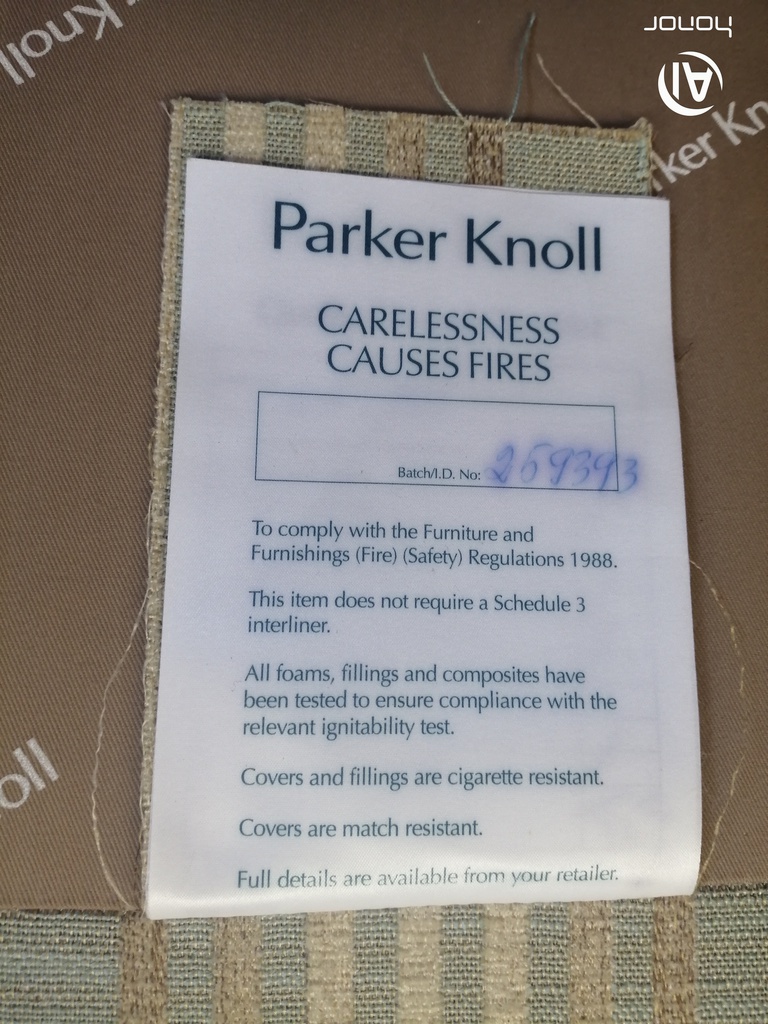 Knoll
honor
AI
Parker Kn
Parker Knoll
CARELESSNESS
CAUSES FIRES
Batch/I.D. No: 259393
To comply with the Furniture and
Furnishings (Fire) (Safety) Regulations 1988.
This item does not require a Schedule 3
interliner.
All foams, fillings and composites have
been tested to ensure compliance with the
relevant ignitability test.
Covers and fillings are cigarette resistant.
Covers are match resistant.
Full details are available from your retailer.
oll